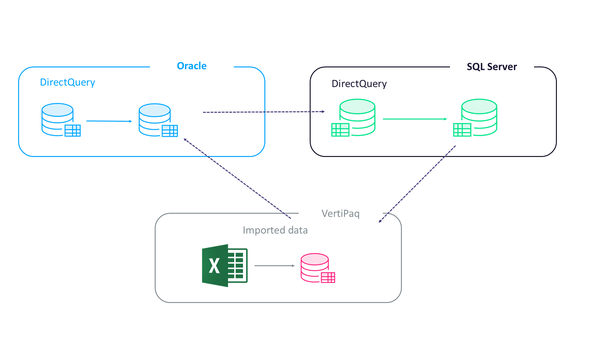 Oracle
DirectQuery
SQL Server
DirectQuery
VertiPaq
Imported data
X